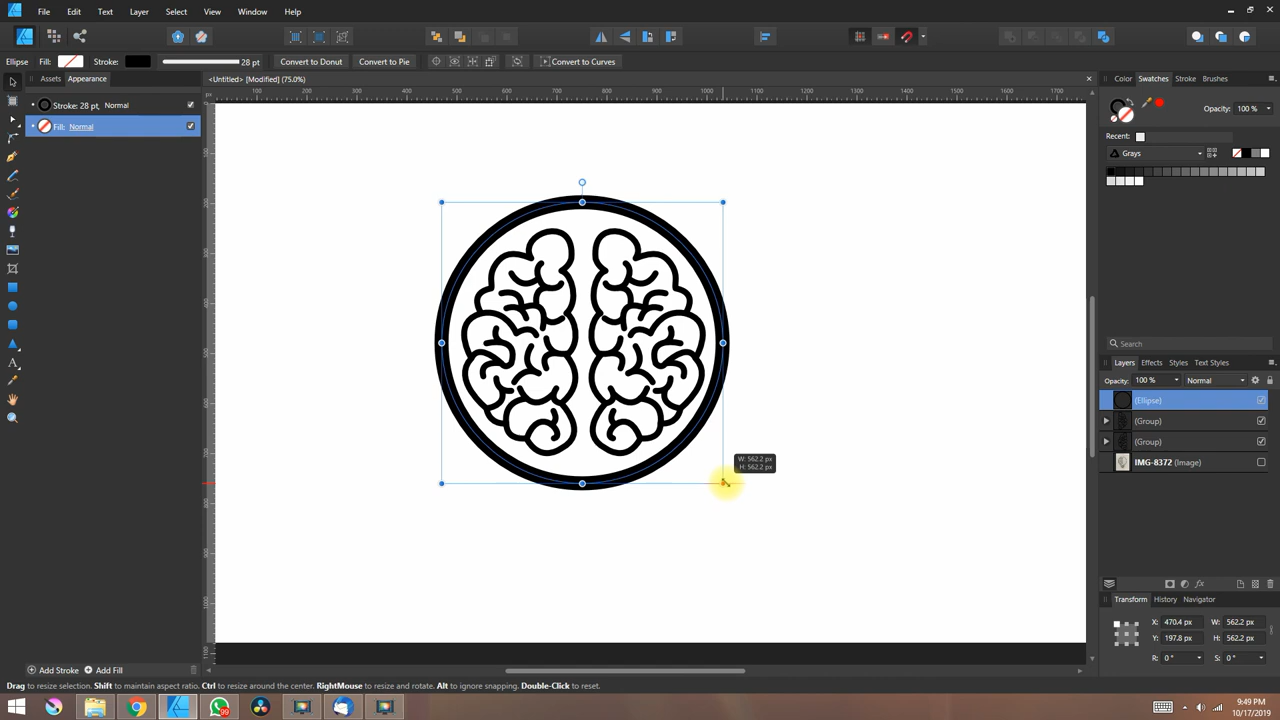 File Edit Text Layer Select View Window Help
Ellipse Fill: Stroke: 28 pt Convert to Donut Convert to Pie Convert to Curves
Assets Appearance
<Untitled> [Modified] (75.0%)
Color Swatches Stroke Brushes
px 100 200 300 400 500 600 700 800 900 1000 1100 1200 1300 1400 1500 1600 1700
Stroke: 28 pt, Normal
Fill: Normal
Opacity: 100 %
Recent:
Grays
Search
Layers Effects Styles Text Styles
Opacity: 100 % Normal
(Ellipse)
(Group)
(Group)
IMG-8372 (Image)
W: 562.2 px
H: 562.2 px
Transform History Navigator
X: 470.4 px W: 562.2 px
Y: 197.8 px H: 562.2 px
R: 0 ° S: 0 °
Add Stroke Add Fill
Drag to resize selection. Shift to maintain aspect ratio. Ctrl to resize around the center. RightMouse to resize and rotate. Alt to ignore snapping. Double-Click to reset.
99
9:49 PM
10/17/2019